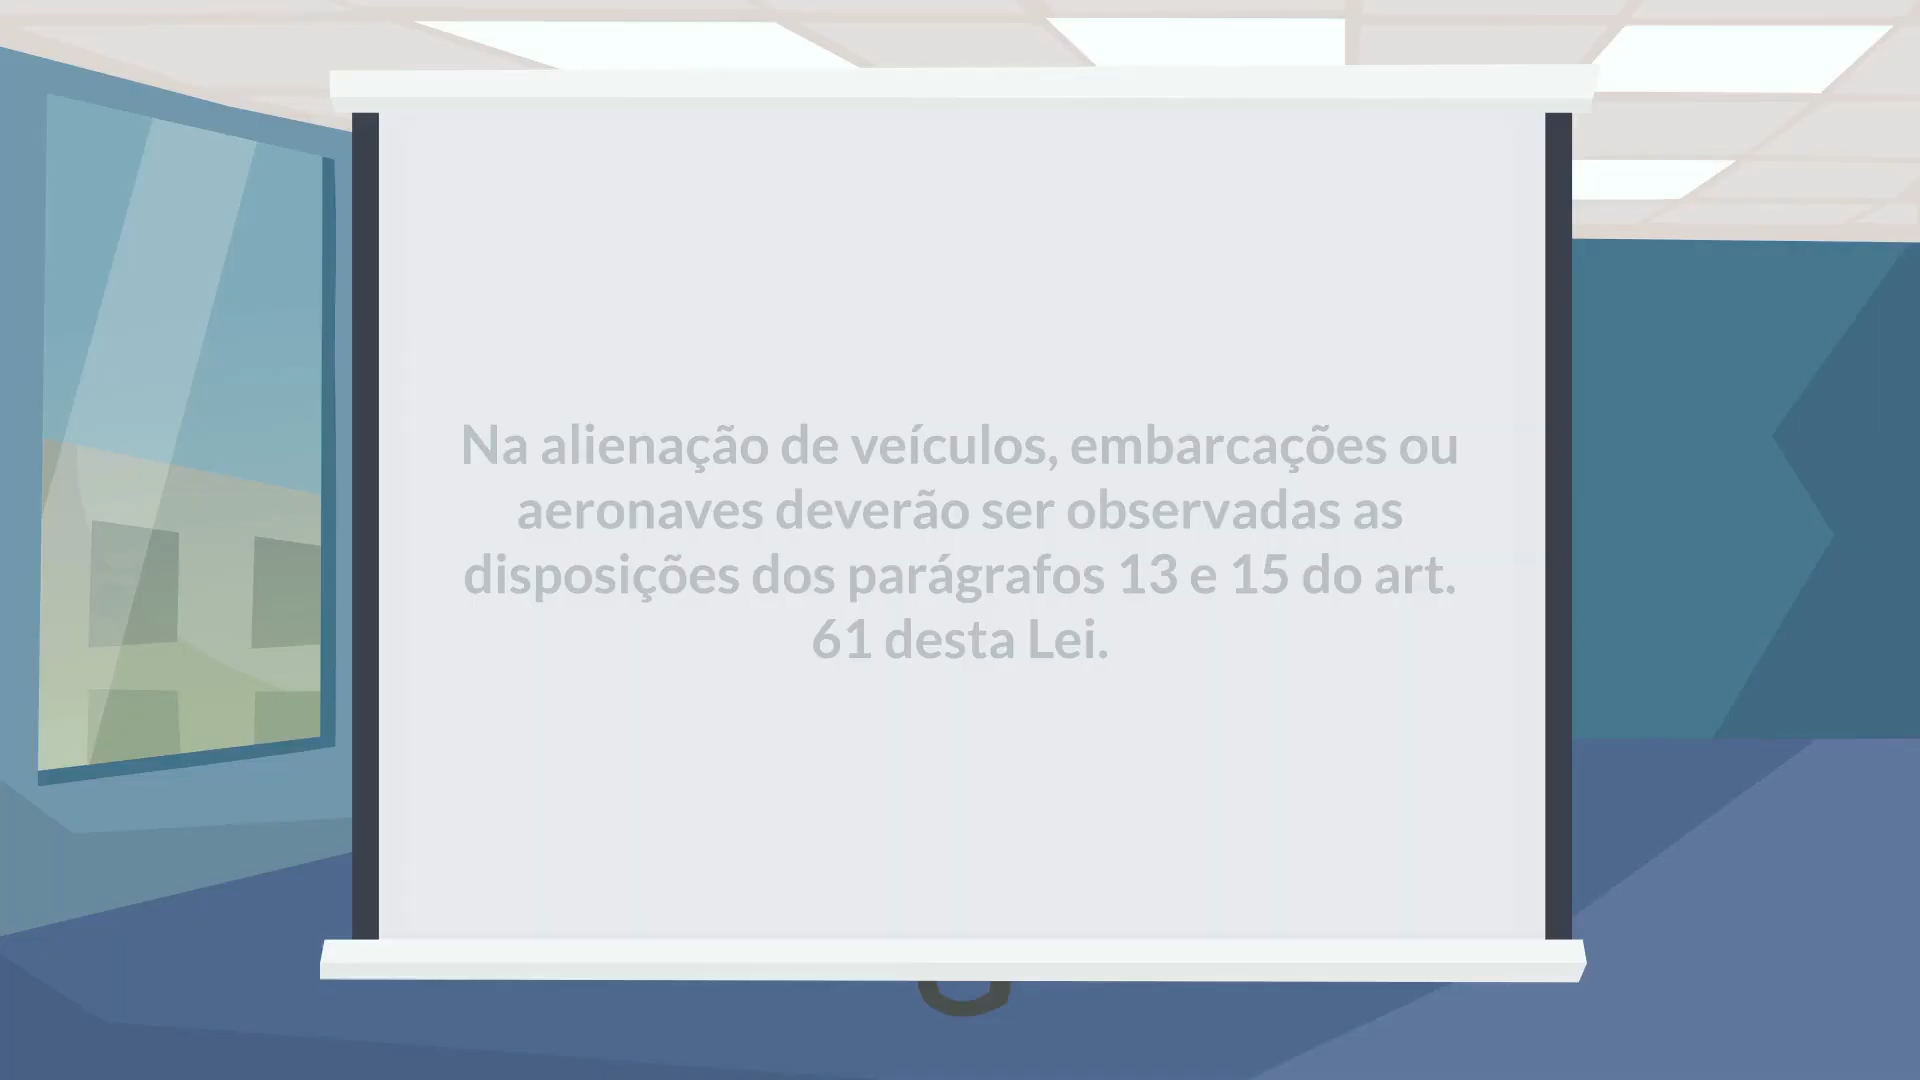 Na alienação de veículos, embarcações ou
aeronaves deverão ser observadas as
disposições dos parágrafos 13 e 15 do art.
61 desta Lei.